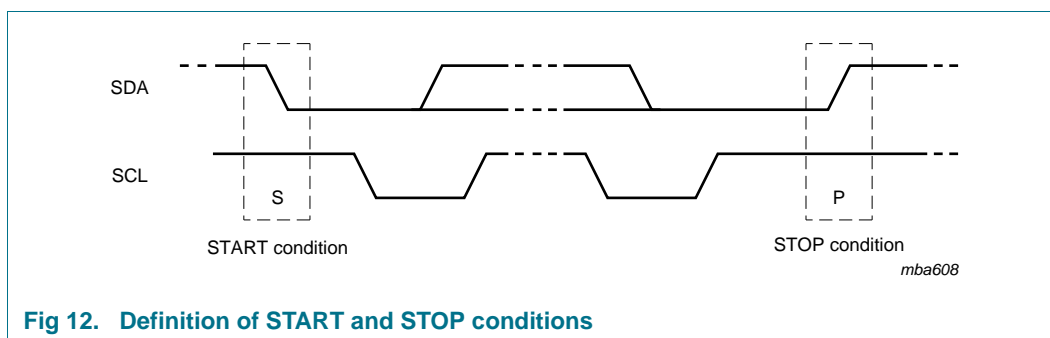 SDA
SCL
S
P
START condition
STOP condition
mba608
Fig 12. Definition of START and STOP conditions